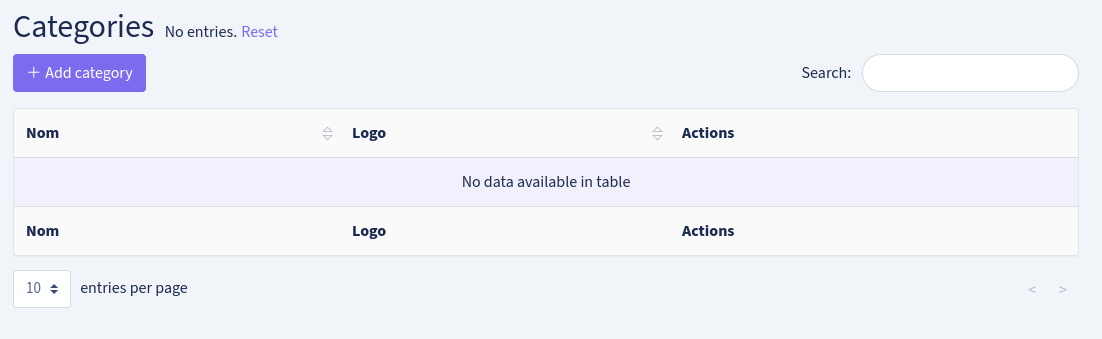 Categories No entries. Reset
+ Add category Search:
Nom Logo Actions
No data available in table
Nom Logo Actions
10 entries per page < >